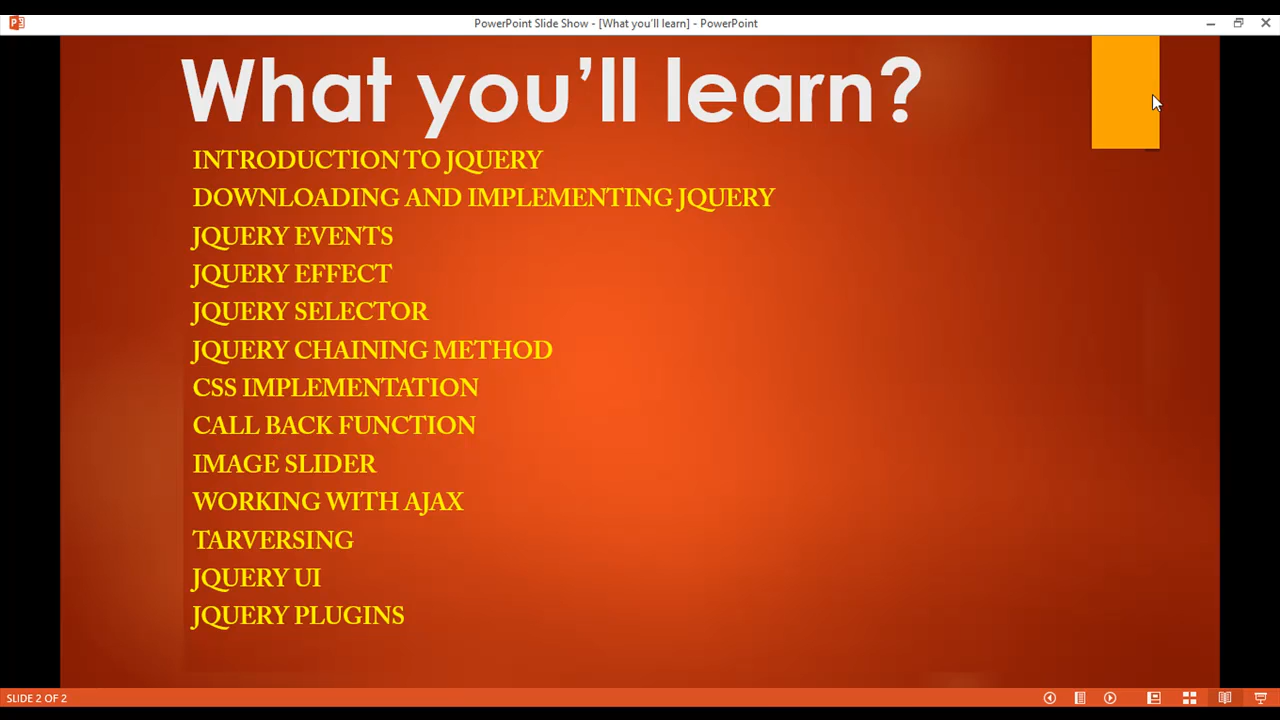 PowerPoint Slide Show - [What you'll learn] - PowerPoint
What you’ll learn?
INTRODUCTION TO JQUERY
DOWNLOADING AND IMPLEMENTING JQUERY
JQUERY EVENTS
JQUERY EFFECT
JQUERY SELECTOR
JQUERY CHAINING METHOD
CSS IMPLEMENTATION
CALL BACK FUNCTION
IMAGE SLIDER
WORKING WITH AJAX
TARVERSING
JQUERY UI
JQUERY PLUGINS
SLIDE 2 OF 2